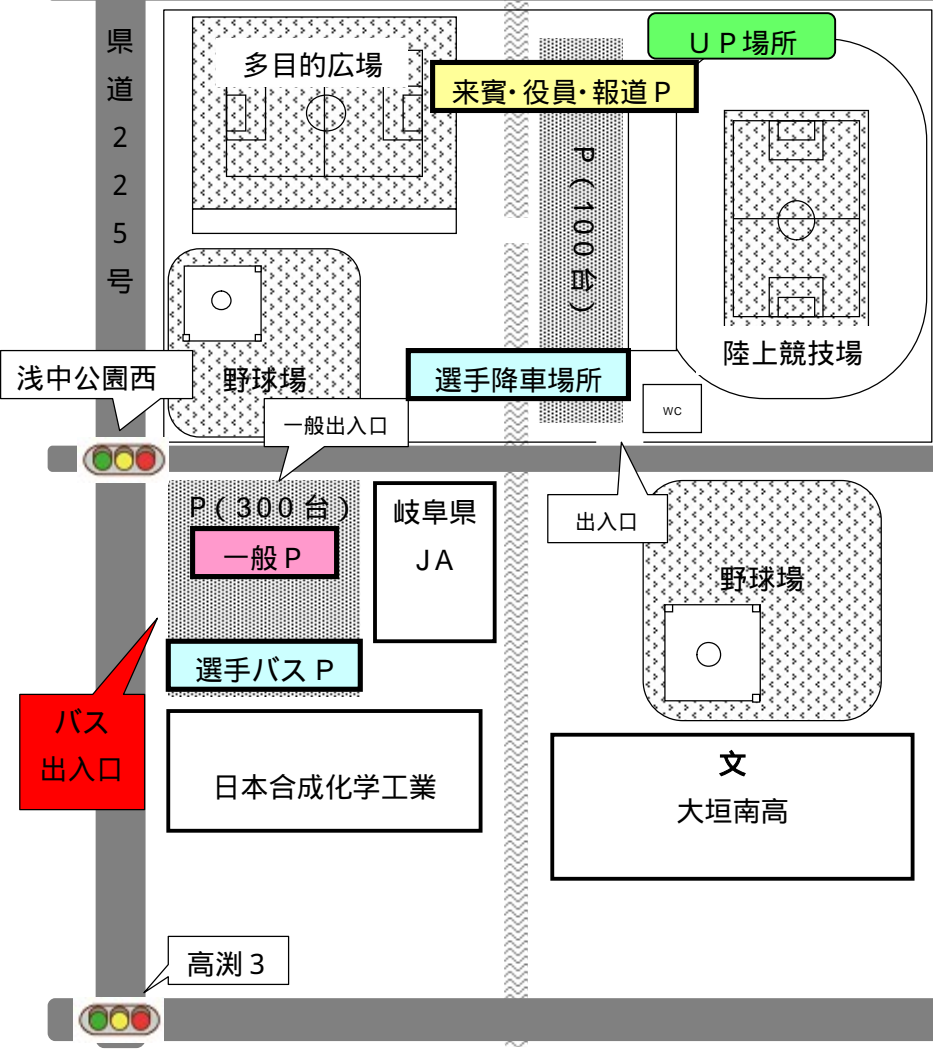 県道225号
多目的広場
UP場所
来賓・役員・報道P
P(100台)
陸上競技場
浅中公園西
野球場
選手降車場所
wc
一般出入口
P(300台)
一般P
岐阜県
JA
出入口
野球場
選手バスP
バス
出入口
日本合成化学工業
文
大垣南高
高渕3